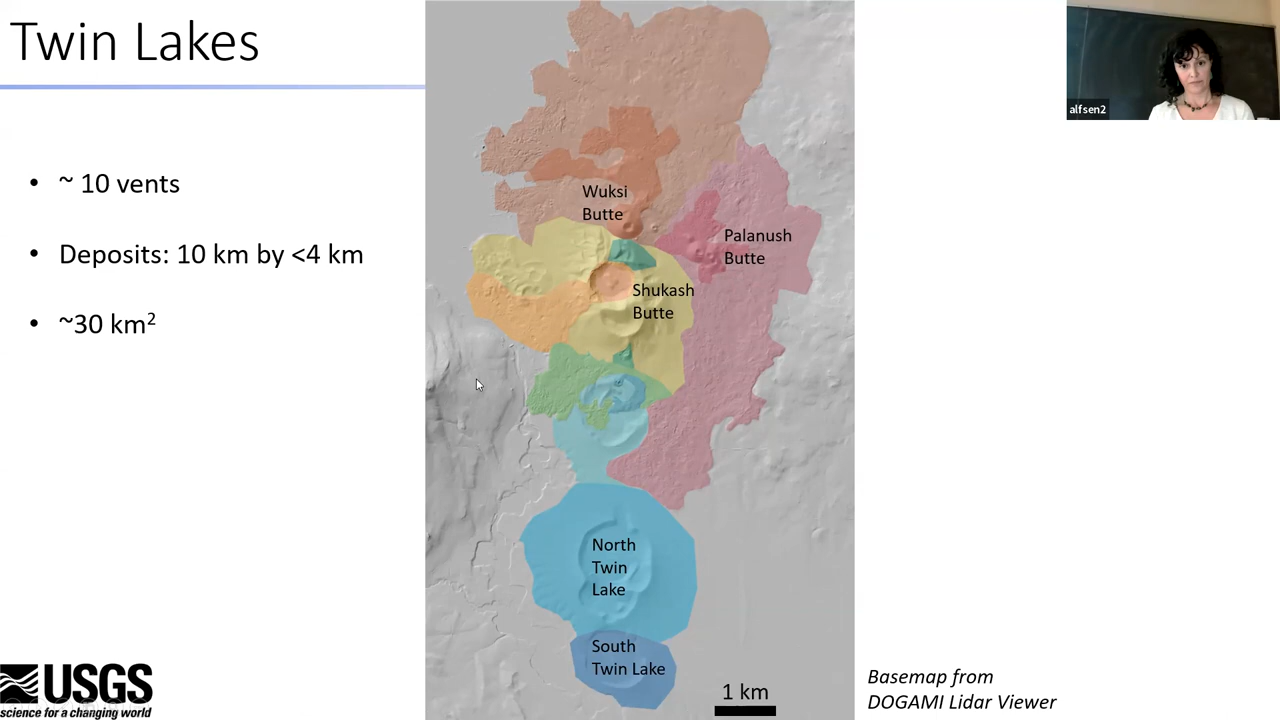 Twin Lakes
• ~ 10 vents
• Deposits: 10 km by <4 km
• ~30 km²
Wuksi
Butte
Palanush
Butte
Shukash
Butte
North
Twin
Lake
South
Twin Lake
1 km
Basemap from
DOGAMI Lidar Viewer
USGS
science for a changing world
alfsen2